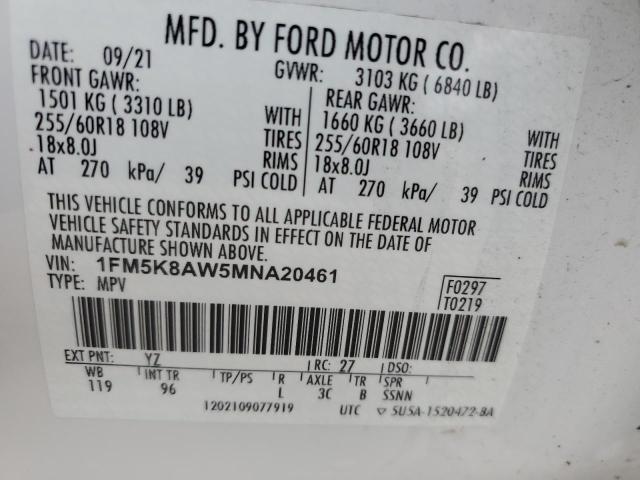 MFD. BY FORD MOTOR CO.
DATE: 09/21 GVWR: 3103 KG ( 6840 LB)
FRONT GAWR: REAR GAWR:
1501 KG ( 3310 LB) WITH 1660 KG ( 3660 LB) WITH
255/60R18 108V TIRES 255/60R18 108V TIRES
18x8.0J RIMS 18x8.0J RIMS
AT 270 kPa/ 39 PSI COLD AT 270 kPa/ 39 PSI COLD
THIS VEHICLE CONFORMS TO ALL APPLICABLE FEDERAL MOTOR
VEHICLE SAFETY STANDARDS IN EFFECT ON THE DATE OF
MANUFACTURE SHOWN ABOVE.
VIN: 1FM5K8AW5MNA20461
TYPE: MPV
F0297
T0219
EXT PNT: YZ RC: 27 DSO:
WB INT TR TP/PS R AXLE TR SPR
119 96 L 3C B SSNN
1202109077919 UTC ▽ 5U5A-1520472-BA